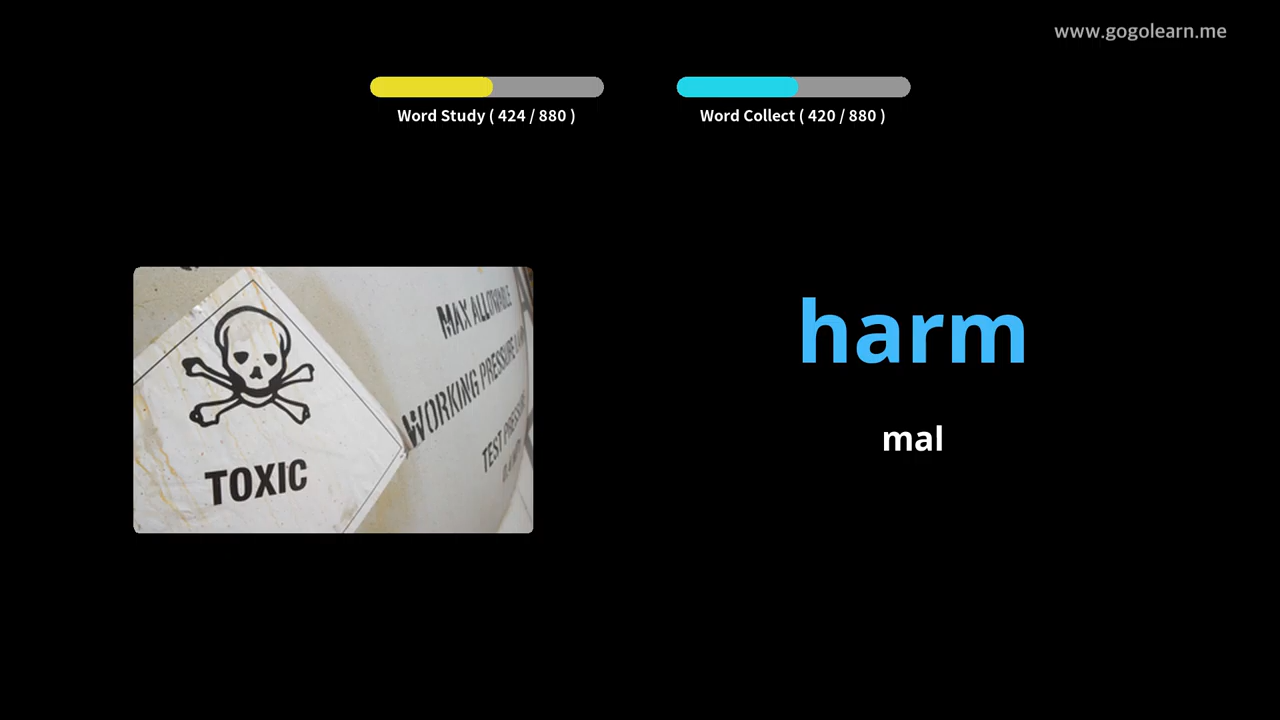 www.gogolearn.me
Word Study ( 424 / 880 )
Word Collect ( 420 / 880 )
MAX ALLOWABLE
WORKING PRESSURE
TEST PRESSURE
TOXIC
harm
mal